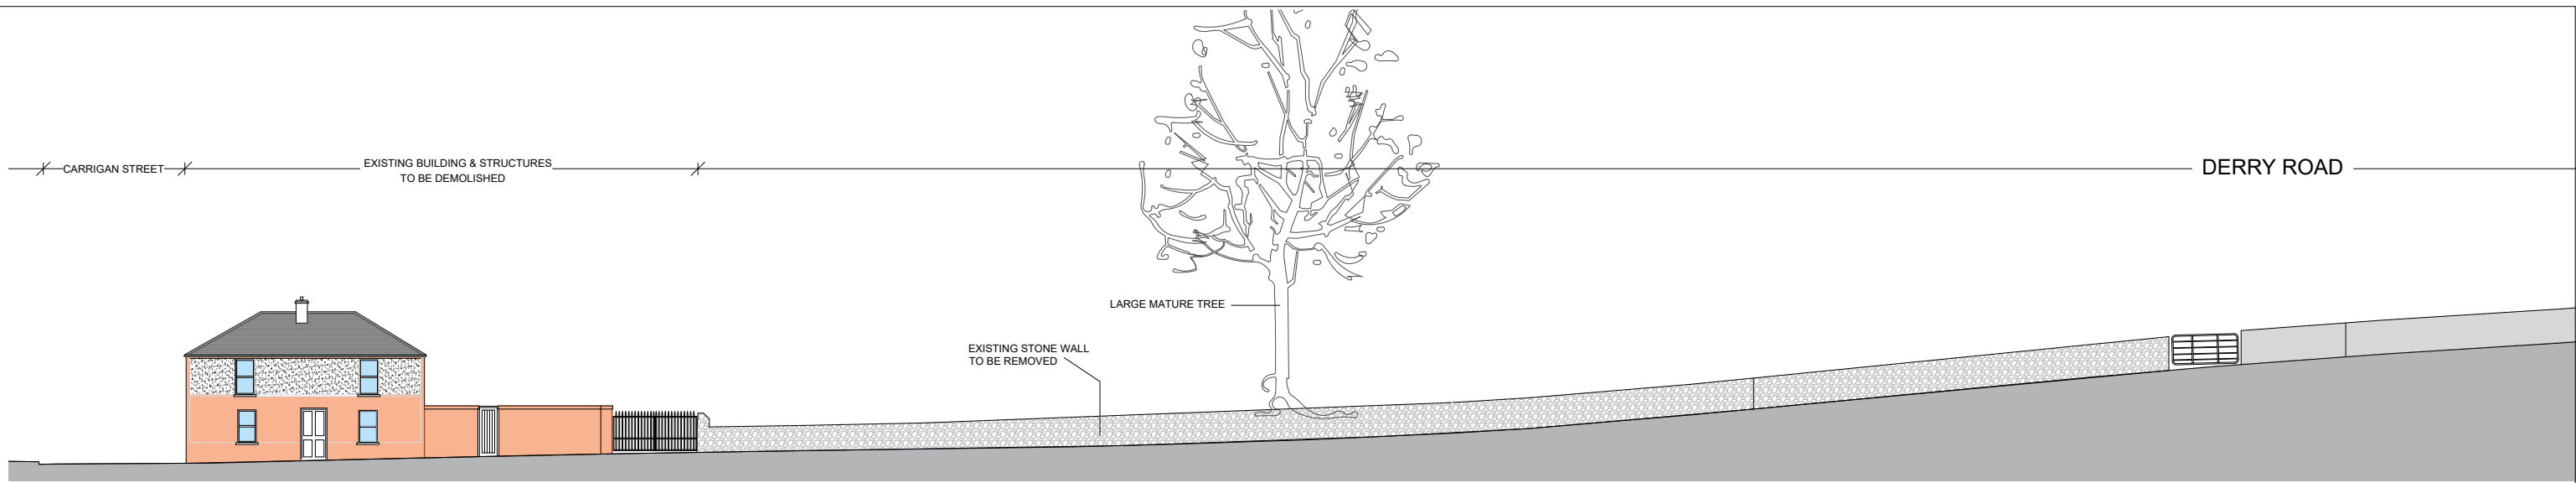 CARRIGAN STREET
EXISTING BUILDING & STRUCTURES
TO BE DEMOLISHED
DERRY ROAD
LARGE MATURE TREE
EXISTING STONE WALL
TO BE REMOVED